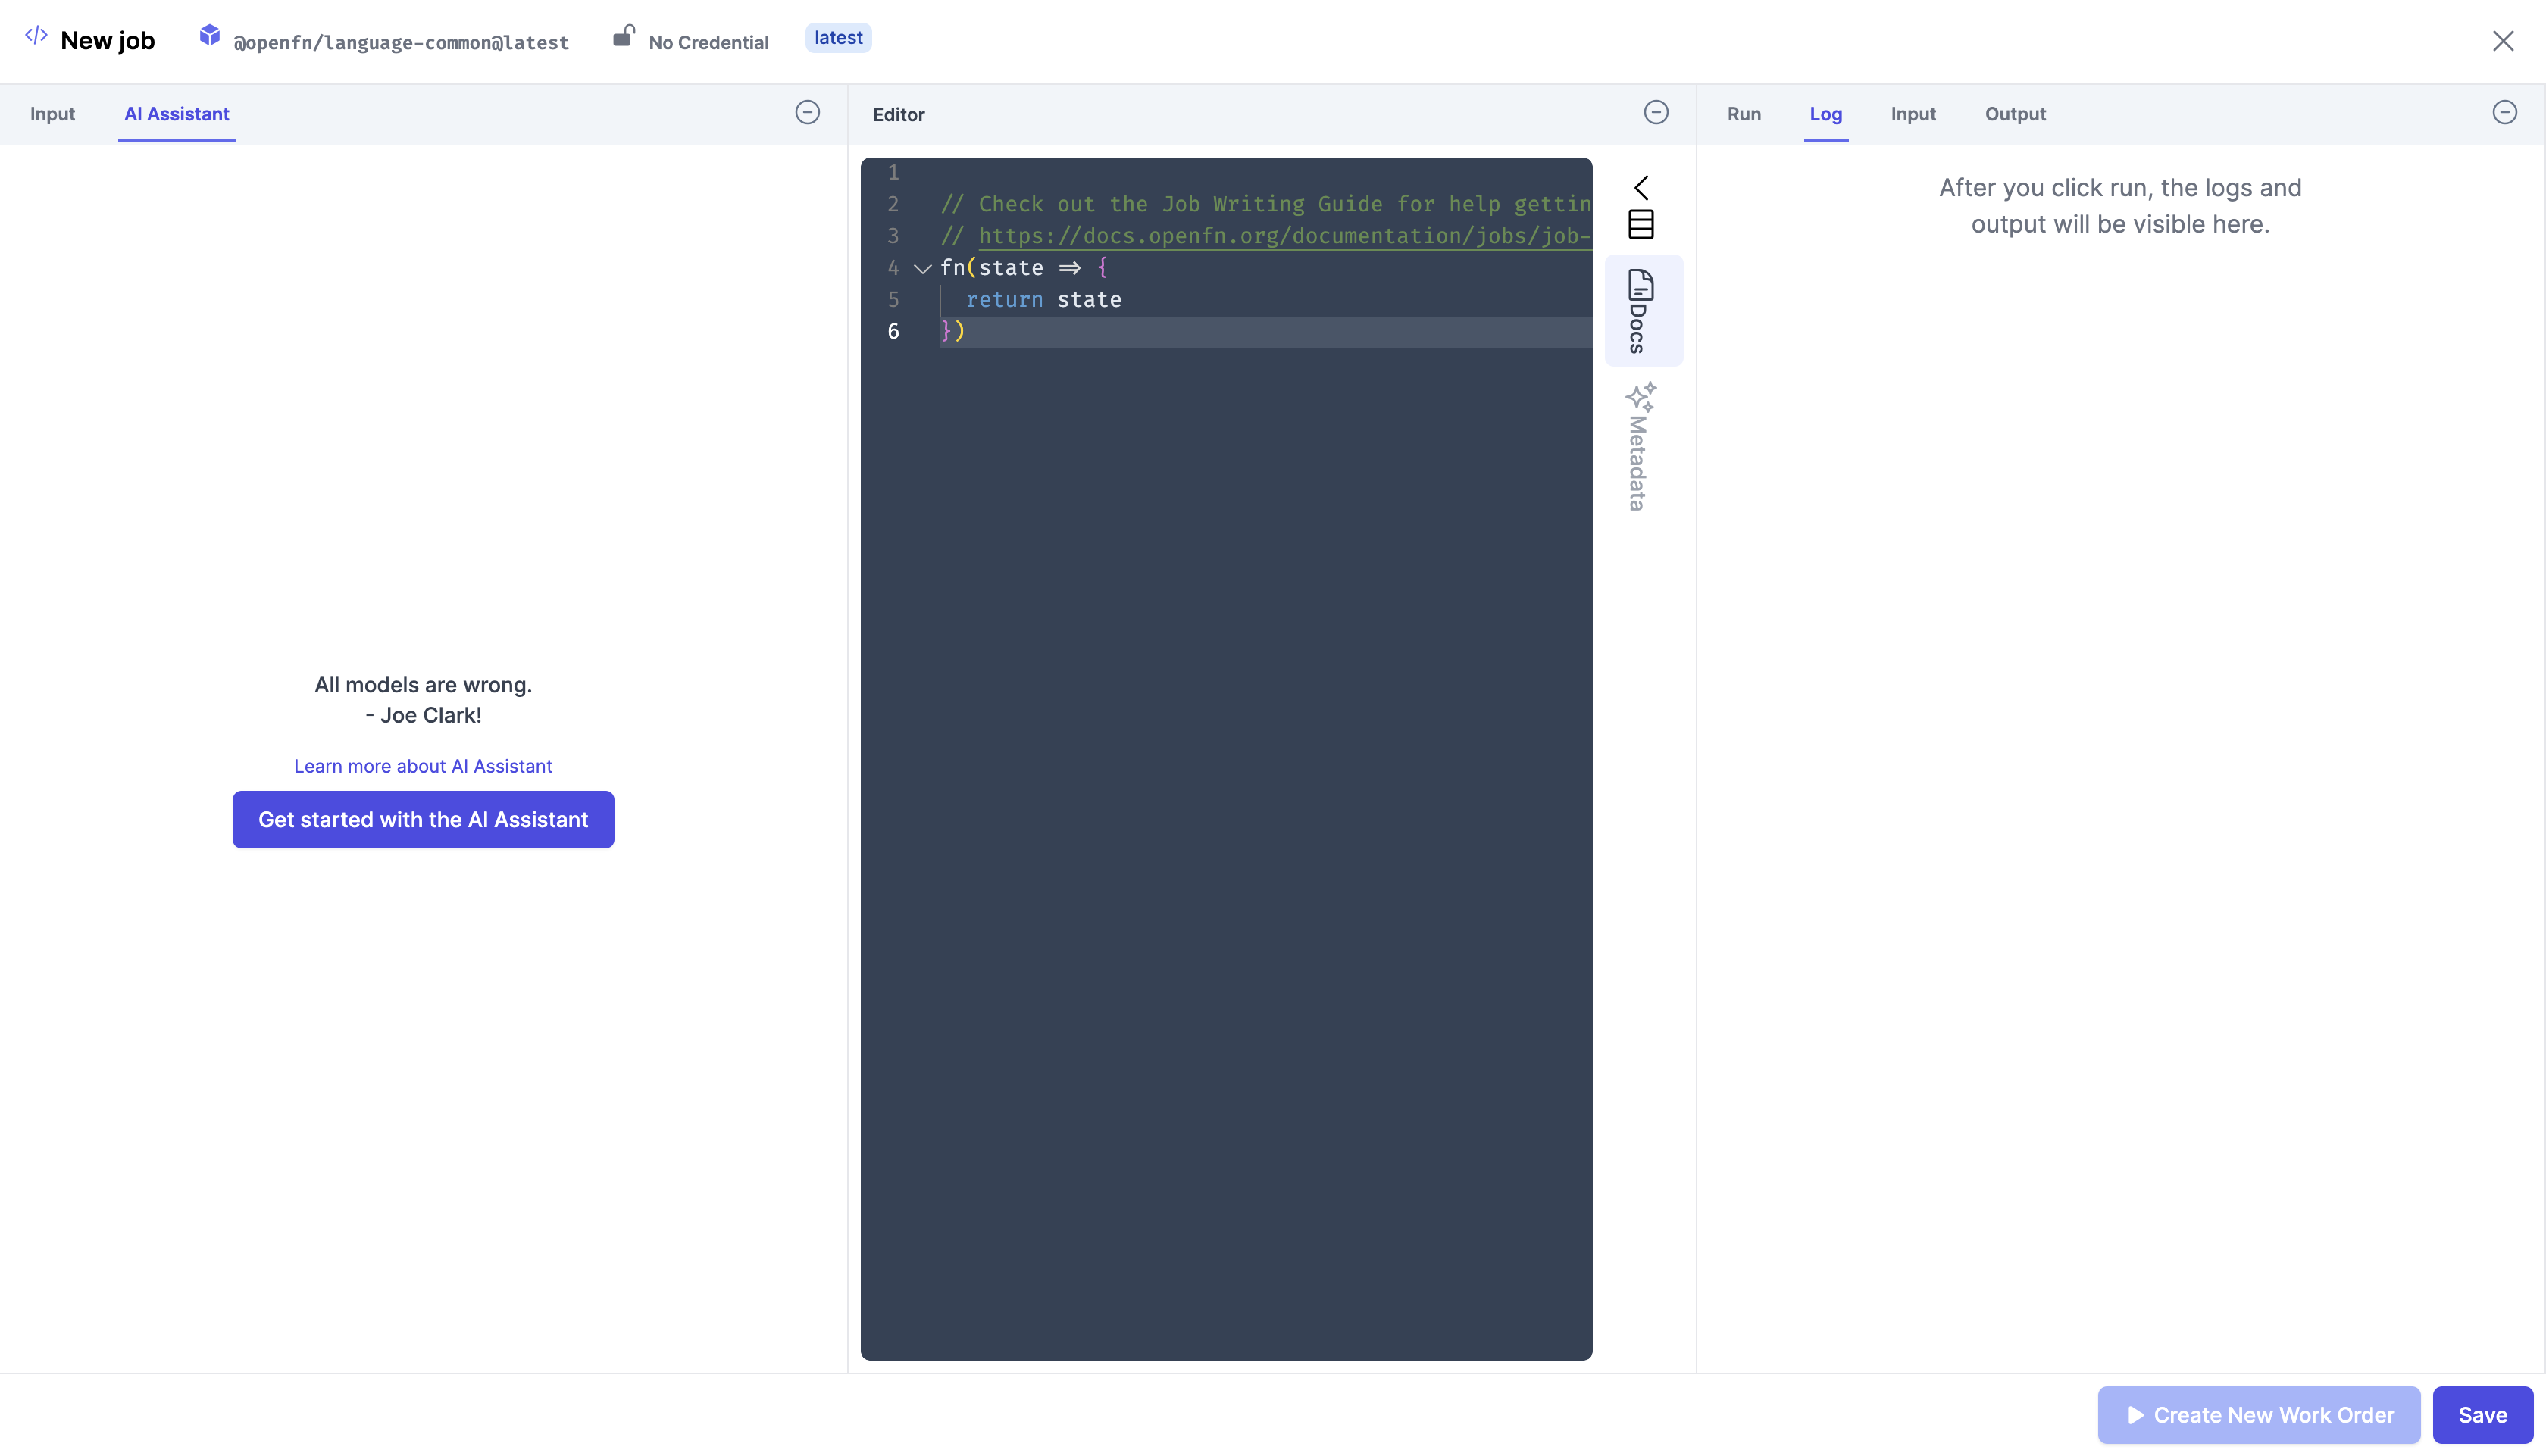 </> New job @openfn/language-common@latest No Credential latest
Input AI Assistant
Editor
Run Log Input Output
All models are wrong.
- Joe Clark!
Learn more about AI Assistant
Get started with the AI Assistant
1
2 // Check out the Job Writing Guide for help gettin
3 // https://docs.openfn.org/documentation/jobs/job-
4 fn(state => {
5 return state
6 })
Docs
Metadata
After you click run, the logs and
output will be visible here.
Create New Work Order
Save